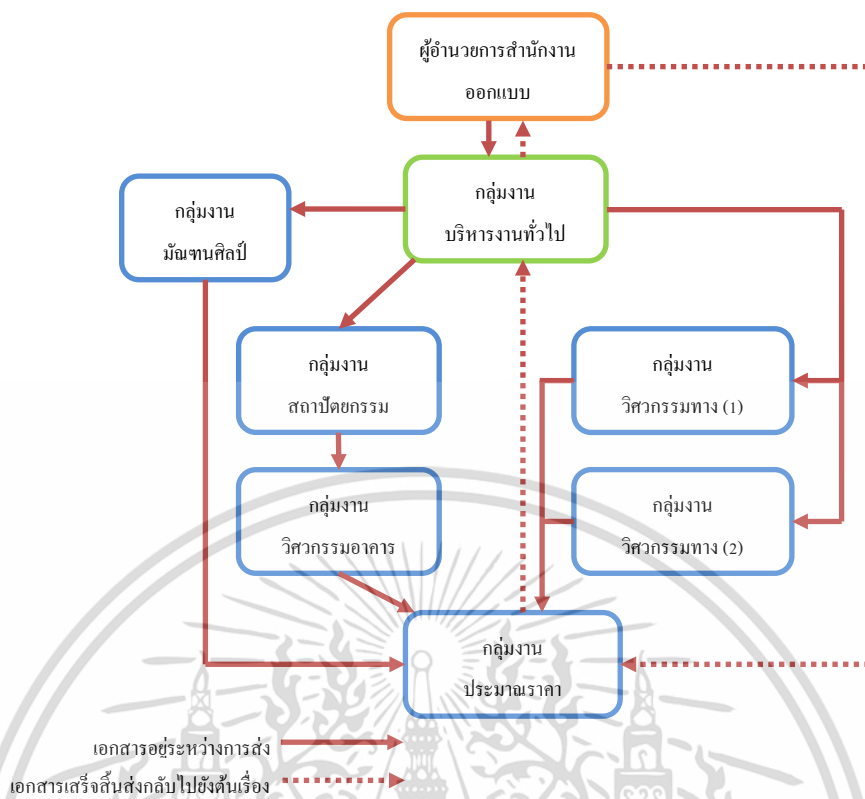 ผู้อำนวยการสำนักงาน
ออกแบบ
กลุ่มงาน
บริหารงานทั่วไป
กลุ่มงาน
มัณฑนศิลป์
กลุ่มงาน
สถาปัตยกรรม
กลุ่มงาน
วิศวกรรมทาง (1)
กลุ่มงาน
วิศวกรรมอาคาร
กลุ่มงาน
วิศวกรรมทาง (2)
กลุ่มงาน
ประมาณราคา
เอกสารอยู่ระหว่างการส่ง
เอกสารเสร็จสิ้นส่งกลับไปยังต้นเรื่อง